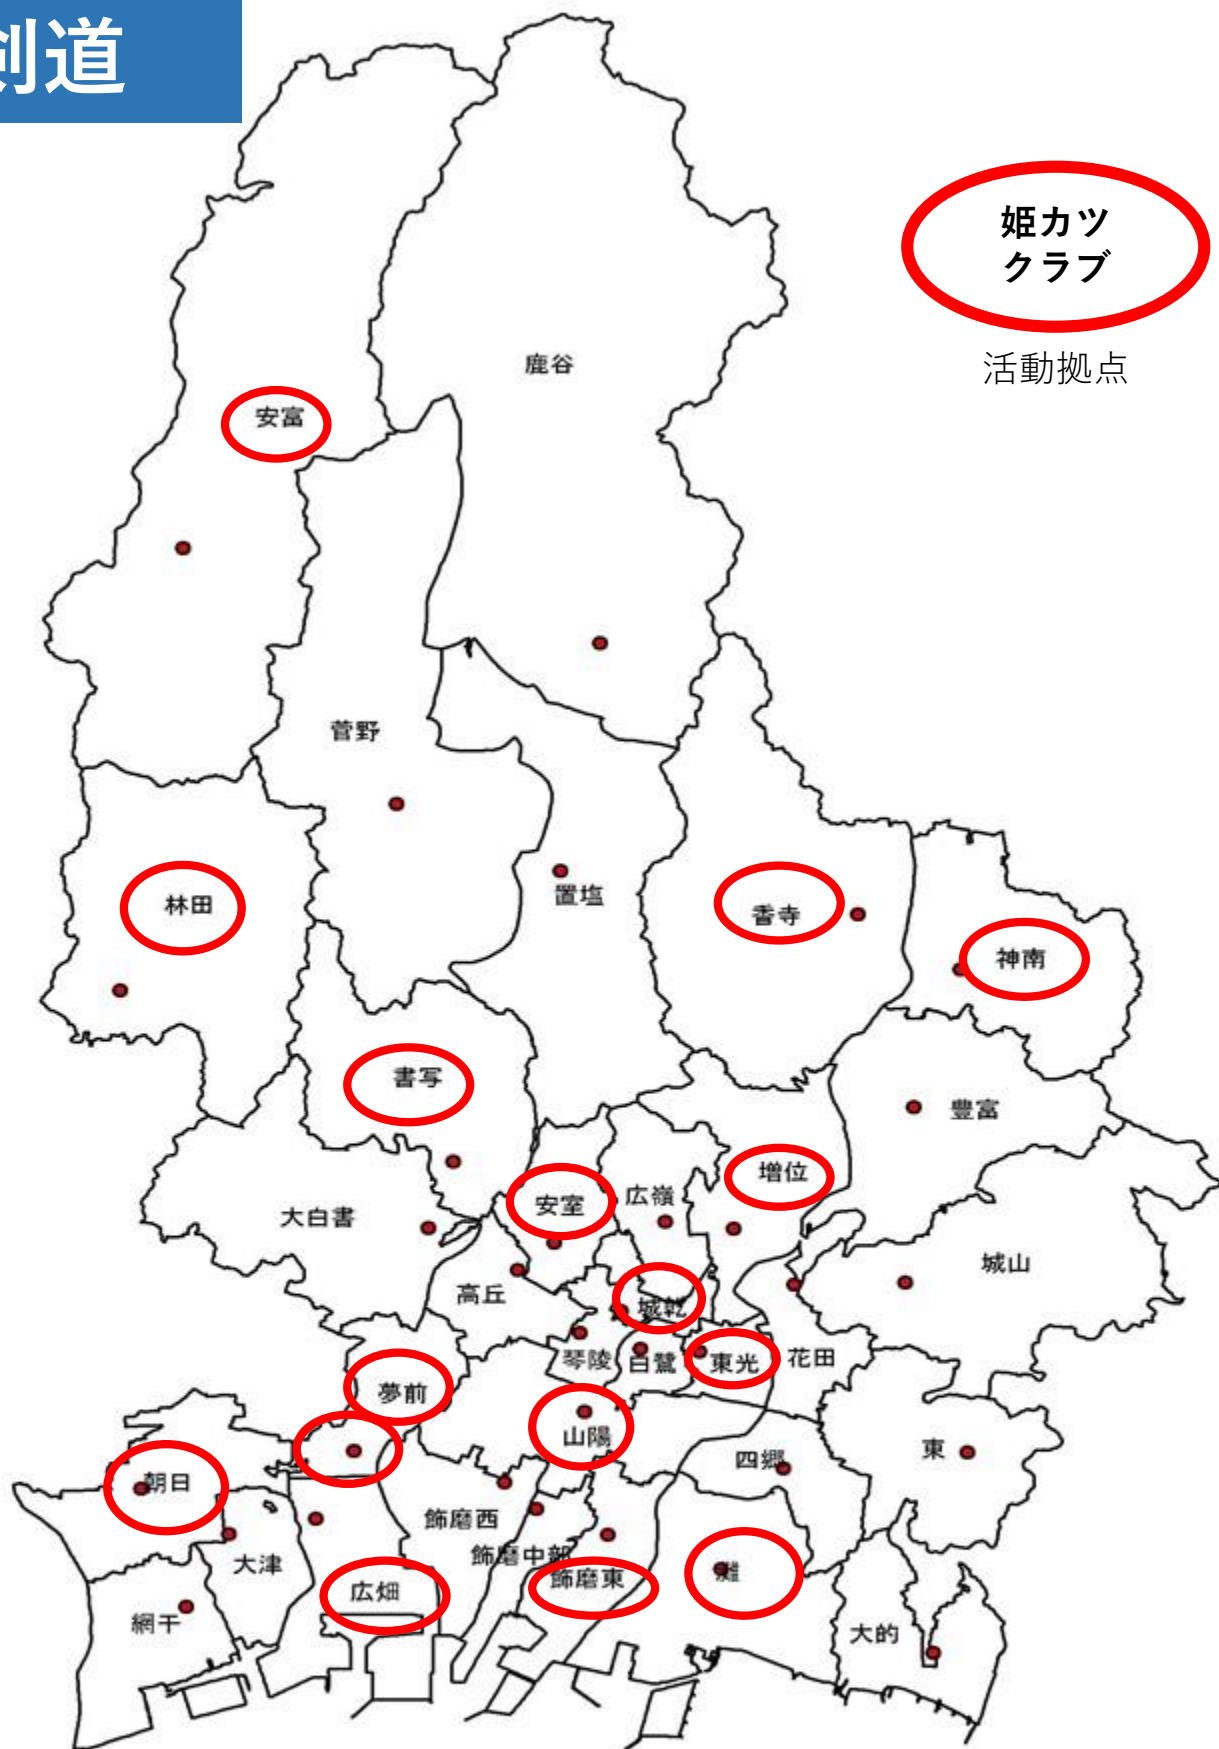 剣道
姫カツ
クラブ
活動拠点
鹿谷
安富
菅野
置塩
林田
香寺
神南
書写
豊富
増位
安室
広嶺
大白書
城山
高丘
城乾
琴陵
白鷺
東光
花田
夢前
山陽
四郷
東
朝日
飾磨西
飾磨中部
大津
飾磨東
灘
広畑
網干
大的